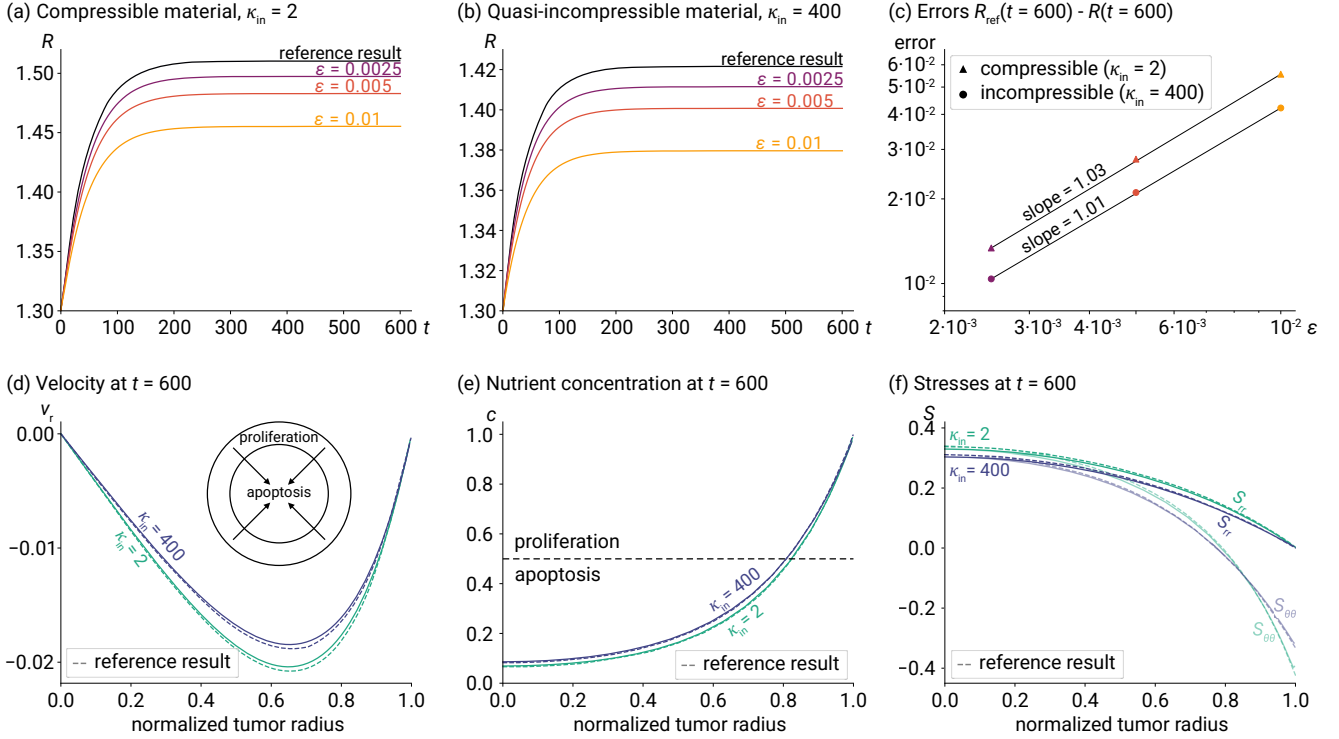 (a) Compressible material, κin = 2
R
1.50
1.45
1.40
1.35
1.30
reference result
ε = 0.0025
ε = 0.005
ε = 0.01
0 100 200 300 400 500 600 t
(b) Quasi-incompressible material, κin = 400
R
1.42
1.40
1.38
1.36
1.34
1.32
1.30
reference result
ε = 0.0025
ε = 0.005
ε = 0.01
0 100 200 300 400 500 600 t
(c) Errors Rref(t = 600) - R(t = 600)
error
6·10-2
5·10-2
4·10-2
3·10-2
2·10-2
10-2
compressible (κin = 2)
incompressible (κin = 400)
slope = 1.03
slope = 1.01
2·10-3 3·10-3 4·10-3 6·10-3 10-2 ε
(d) Velocity at t = 600
vr
0.00
−0.01
−0.02
proliferation
apoptosis
κin = 400
κin = 2
reference result
0.0 0.2 0.4 0.6 0.8 1.0
normalized tumor radius
(e) Nutrient concentration at t = 600
c
1.0
0.8
0.6
0.4
0.2
0.0
proliferation
apoptosis
κin = 400
κin = 2
reference result
0.0 0.2 0.4 0.6 0.8 1.0
normalized tumor radius
(f) Stresses at t = 600
S
0.4
0.2
0.0
−0.2
−0.4
κin = 2
κin = 400
Srr
Srr
Sθθ
Sθθ
reference result
0.0 0.2 0.4 0.6 0.8 1.0
normalized tumor radius